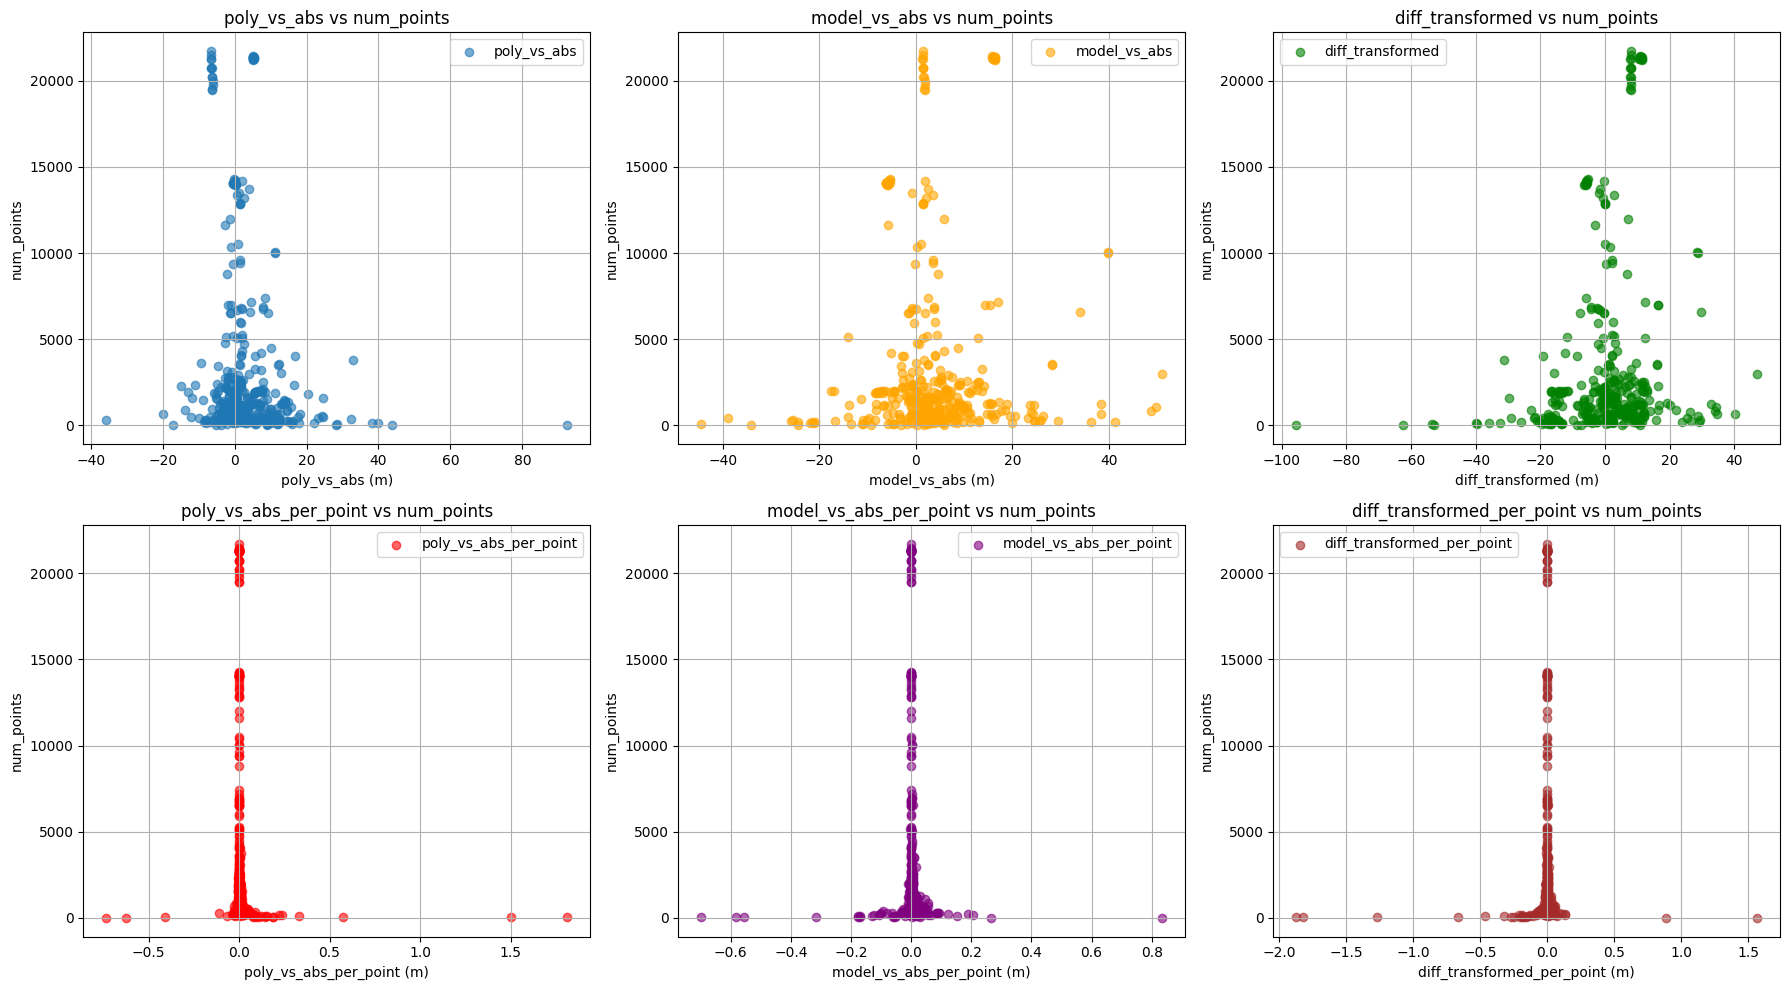 poly_vs_abs vs num_points
poly_vs_abs
num_points
20000
15000
10000
5000
0
−40 −20 0 20 40 60 80
poly_vs_abs (m)
model_vs_abs vs num_points
model_vs_abs
num_points
20000
15000
10000
5000
0
−40 −20 0 20 40
model_vs_abs (m)
diff_transformed vs num_points
diff_transformed
num_points
20000
15000
10000
5000
0
−100 −80 −60 −40 −20 0 20 40
diff_transformed (m)
poly_vs_abs_per_point vs num_points
poly_vs_abs_per_point
num_points
20000
15000
10000
5000
0
−0.5 0.0 0.5 1.0 1.5
poly_vs_abs_per_point (m)
model_vs_abs_per_point vs num_points
model_vs_abs_per_point
num_points
20000
15000
10000
5000
0
−0.6 −0.4 −0.2 0.0 0.2 0.4 0.6 0.8
model_vs_abs_per_point (m)
diff_transformed_per_point vs num_points
diff_transformed_per_point
num_points
20000
15000
10000
5000
0
−2.0 −1.5 −1.0 −0.5 0.0 0.5 1.0 1.5
diff_transformed_per_point (m)